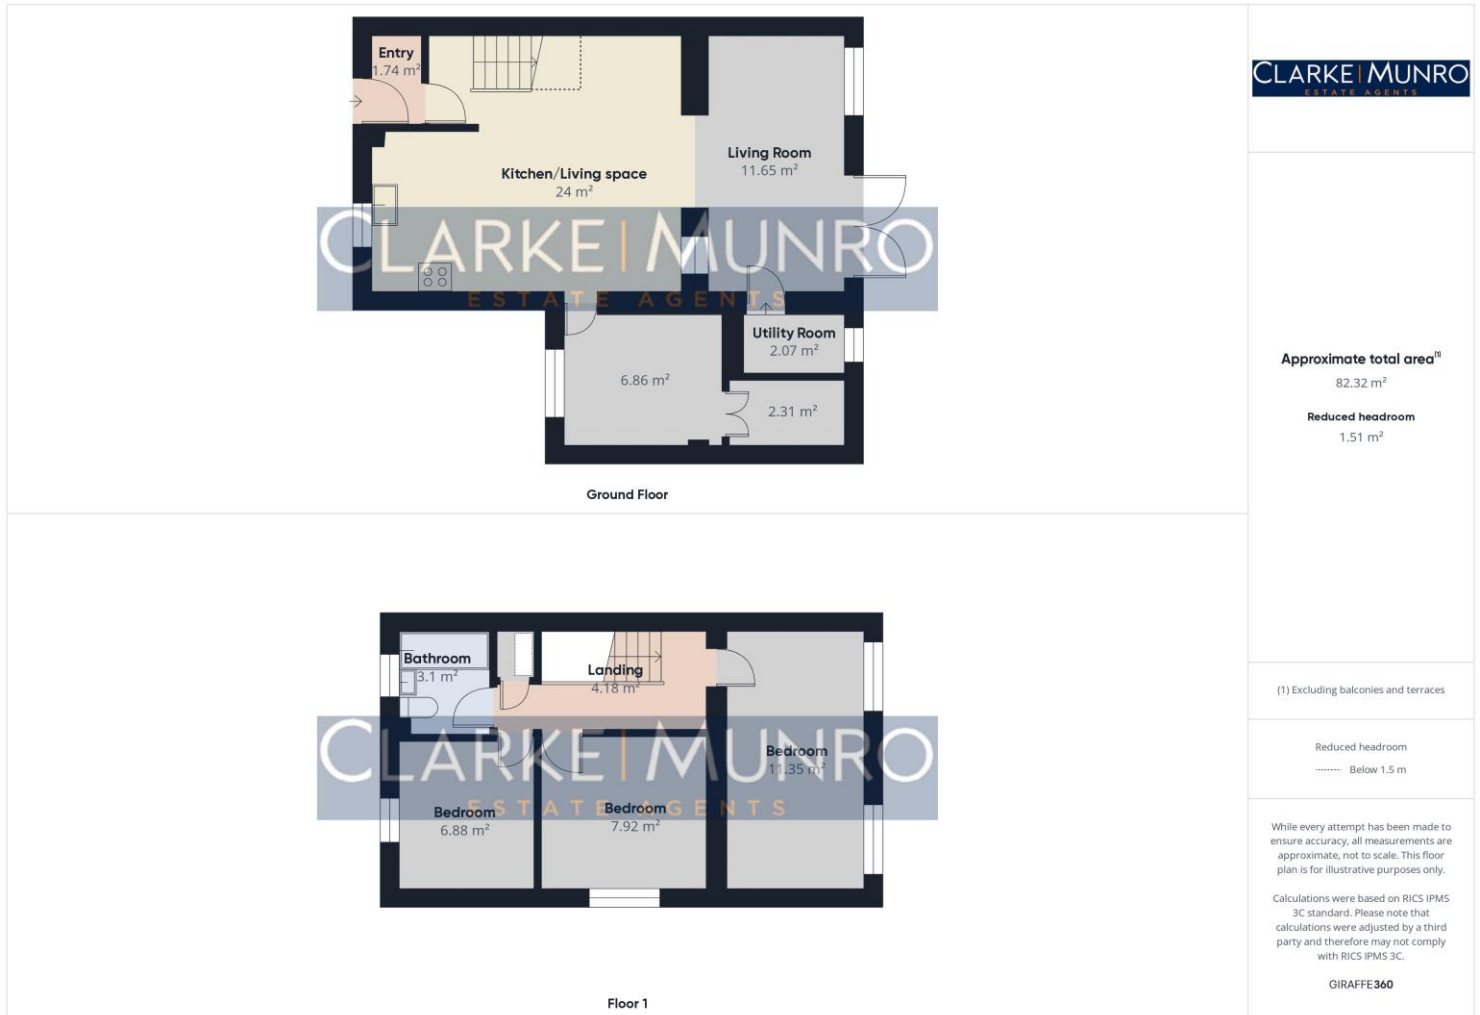 Entry
1.74 m²
Kitchen/Living space
24 m²
Living Room
11.65 m²
CLARKE|MUNRO
ESTATE AGENTS
Utility Room
2.07 m²
6.86 m²
2.31 m²
Ground Floor
Bathroom
3.1 m²
Landing
4.18 m²
CLARKE|MUNRO
ESTATE AGENTS
Bedroom
11.35 m²
Bedroom
6.88 m²
Bedroom
7.92 m²
Floor 1
CLARKE|MUNRO
ESTATE AGENTS
Approximate total area⁽¹⁾
82.32 m²
Reduced headroom
1.51 m²
(1) Excluding balconies and terraces
Reduced headroom
Below 1.5 m
While every attempt has been made to
ensure accuracy, all measurements are
approximate, not to scale. This floor
plan is for illustrative purposes only.
Calculations were based on RICS IPMS
3C standard. Please note that
calculations were adjusted by a third
party and therefore may not comply
with RICS IPMS 3C.
GIRAFFE360